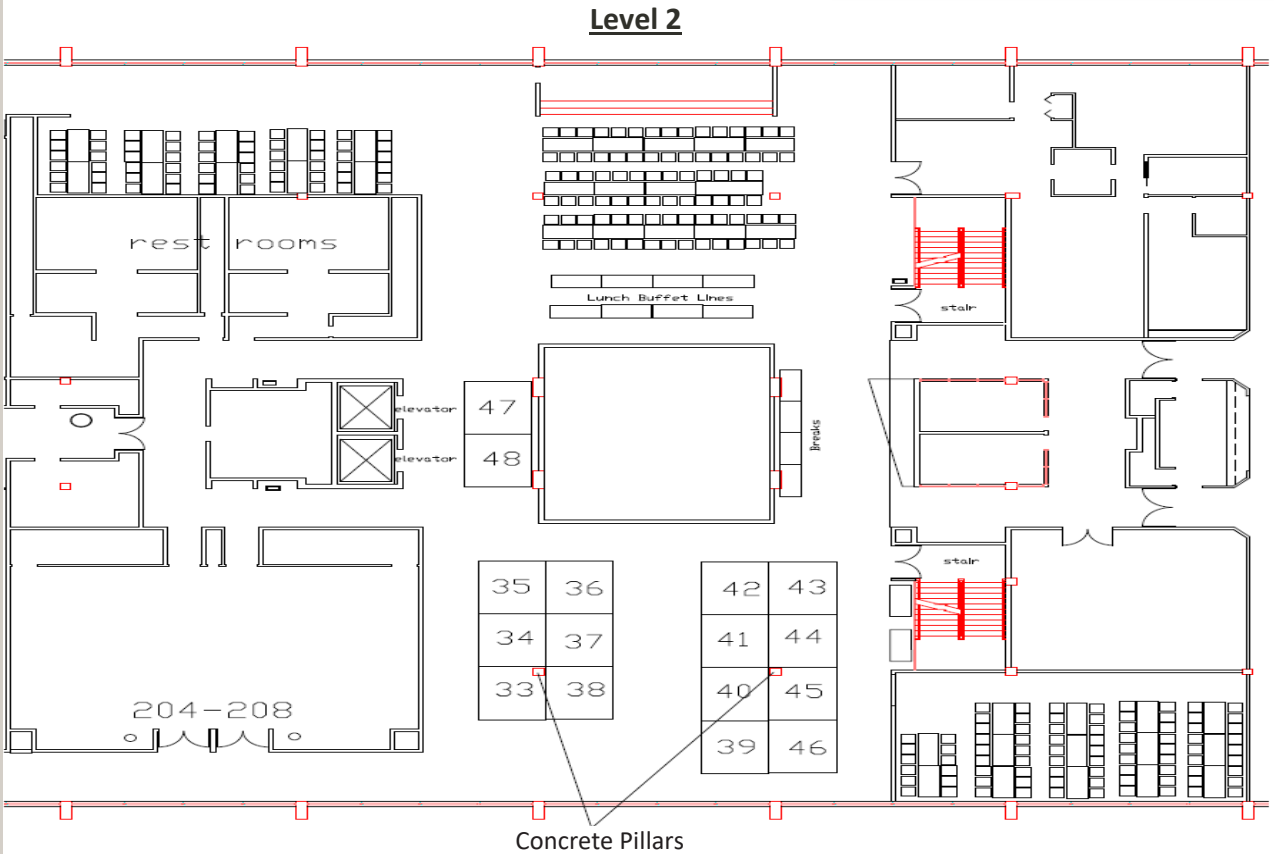 Level 2
rest rooms
Lunch Buffet Lines
stair
elevator
47
elevator
48
Breaks
35 36
42 43
stair
34 37
41 44
33 38
40 45
204-208
39 46
Concrete Pillars